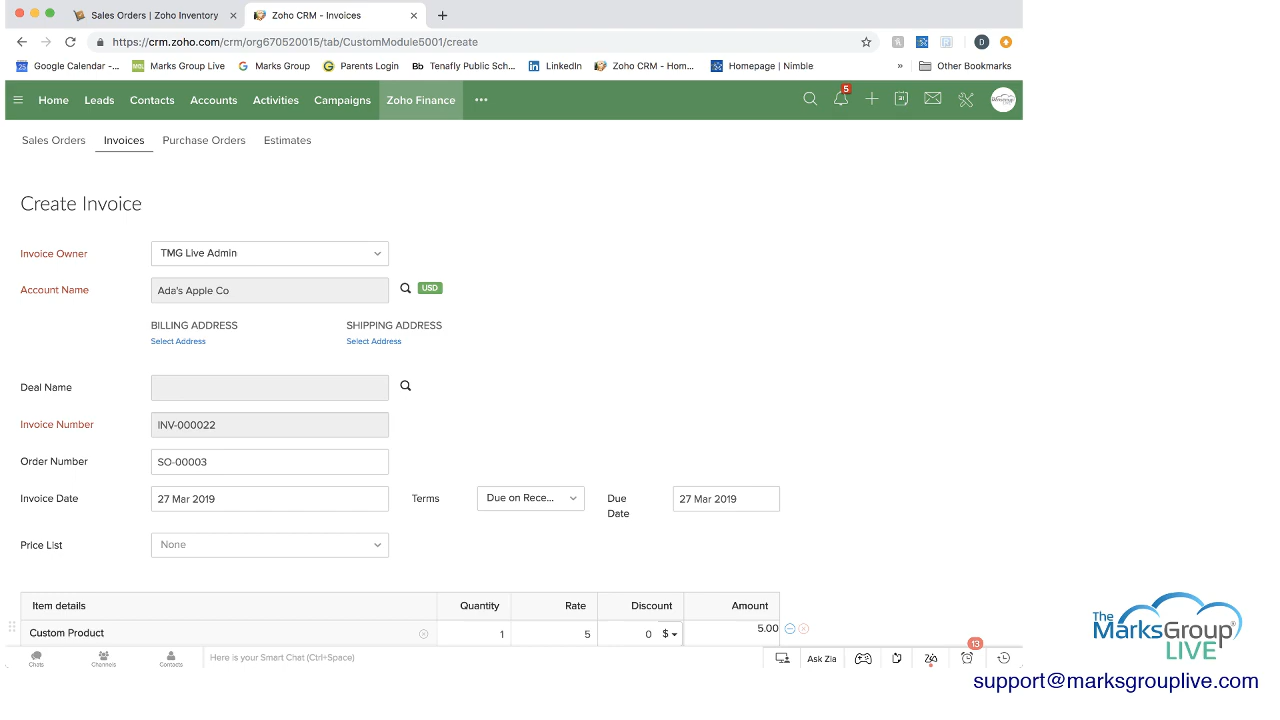 Sales Orders | Zoho Inventory
Zoho CRM - Invoices
https://crm.zoho.com/crm/org670520015/tab/CustomModule5001/create
D
25 Google Calendar -...
Marks Group Live
Marks Group
Parents Login
Bb Tenafly Public Sch...
LinkedIn
Zoho CRM - Hom...
Homepage | Nimble
»
Other Bookmarks
Home Leads Contacts Accounts Activities Campaigns Zoho Finance •••
5
Sales Orders Invoices Purchase Orders Estimates
Create Invoice
Invoice Owner TMG Live Admin
Account Name Ada's Apple Co USD
BILLING ADDRESS SHIPPING ADDRESS
Select Address Select Address
Deal Name
Invoice Number INV-000022
Order Number SO-00003
Invoice Date 27 Mar 2019 Terms Due on Rece... Due Date 27 Mar 2019
Price List None
Item details Quantity Rate Discount Amount
Custom Product 1 5 0 $ 5.00
Chats Channels Contacts Here is your Smart Chat (Ctrl+Space) Ask Zia 13
The MarksGroup® LIVE
support@marksgrouplive.com